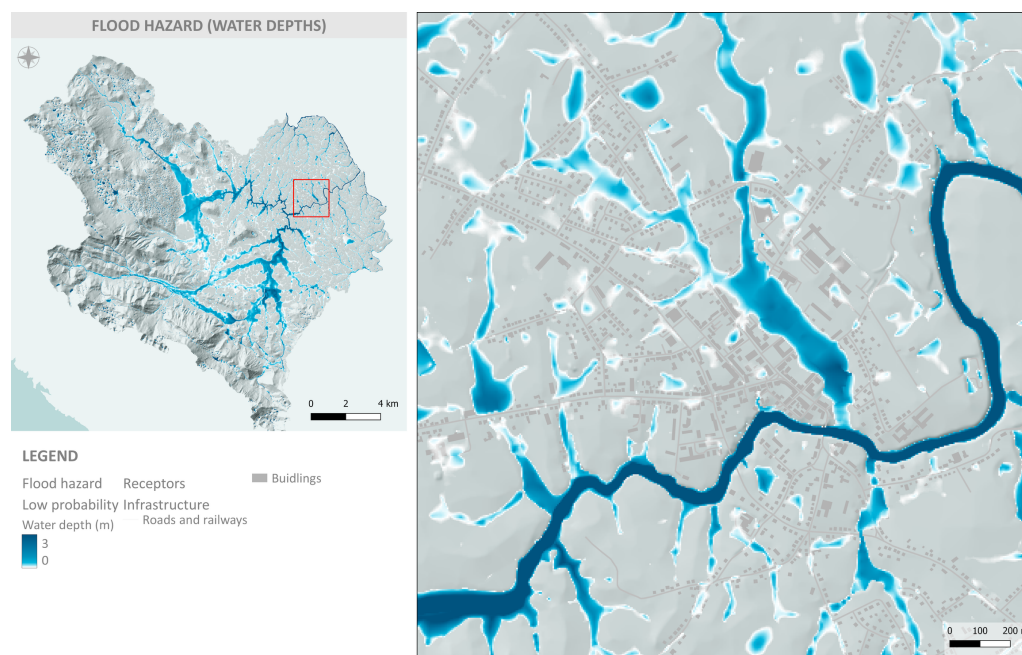 FLOOD HAZARD (WATER DEPTHS)
0 2 4 km
LEGEND
Flood hazard Receptors Buidlings
Low probability Infrastructure
Water depth (m) Roads and railways
3
0
0 100 200 m